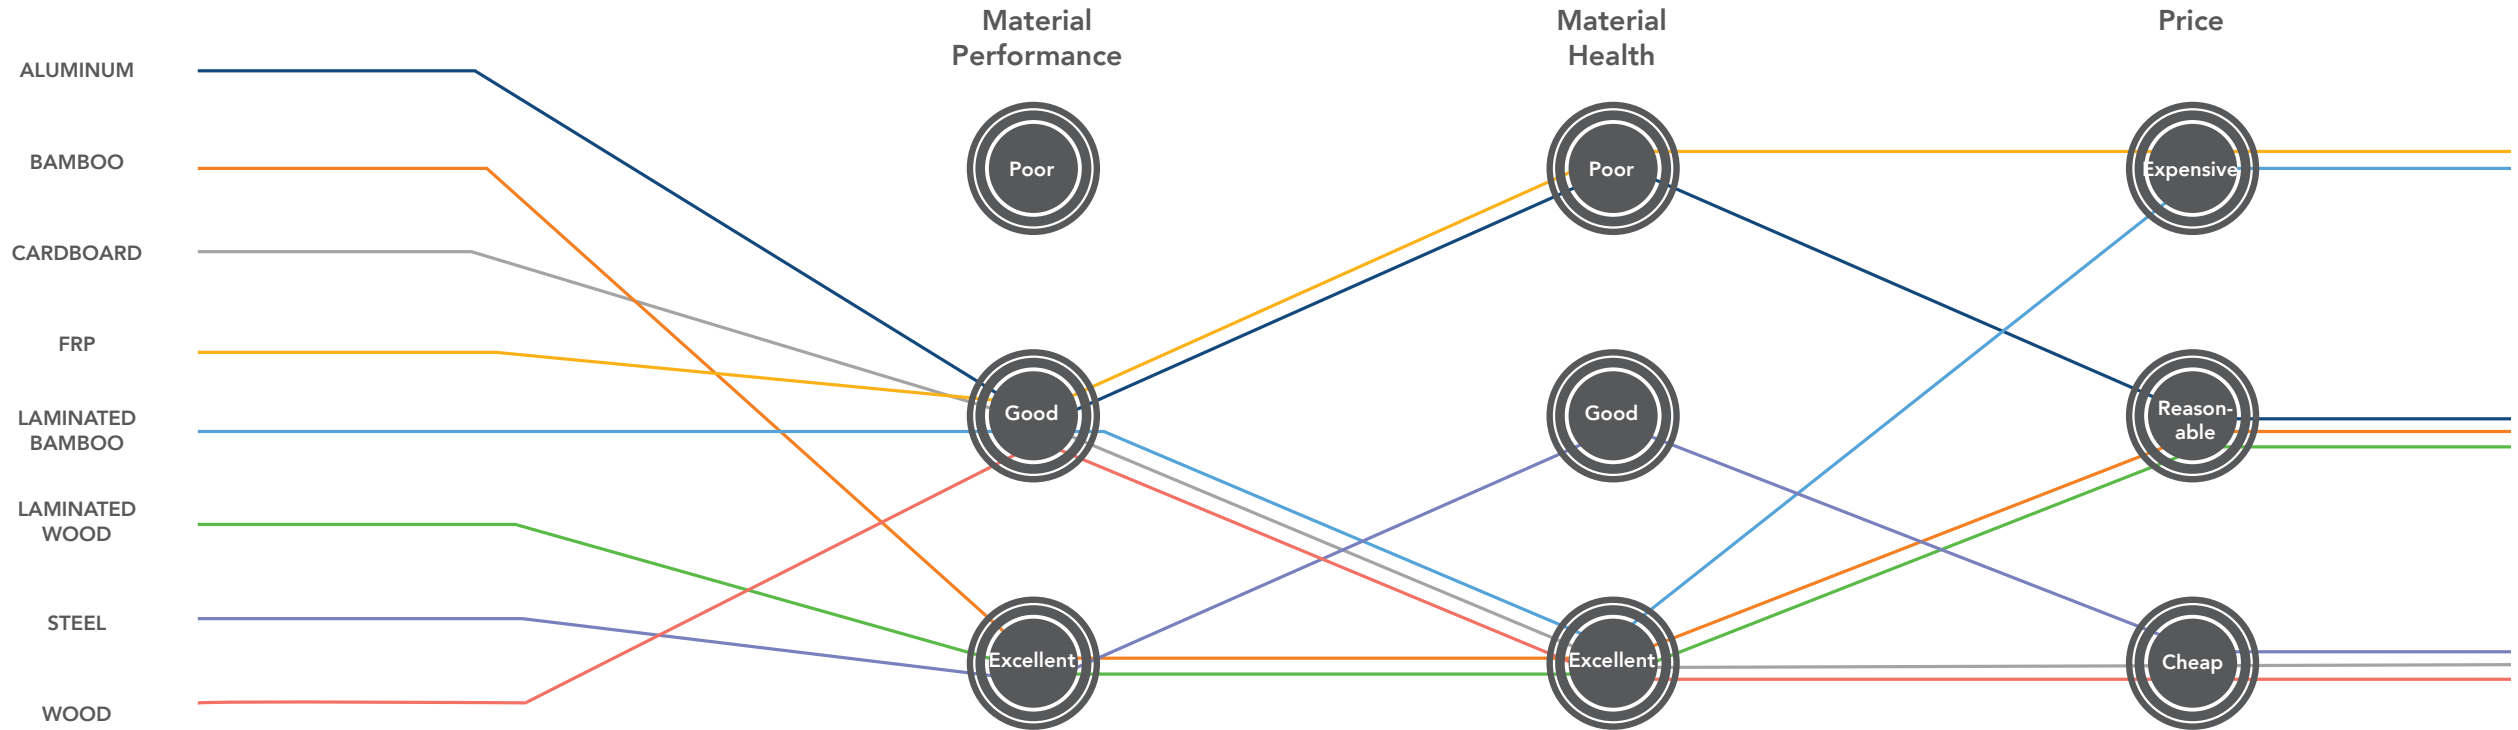 Material
Performance
Material
Health
Price
ALUMINUM
BAMBOO
CARDBOARD
FRP
LAMINATED
BAMBOO
LAMINATED
WOOD
STEEL
WOOD
Poor
Good
Excellent
Poor
Good
Excellent
Expensive
Reason-
able
Cheap